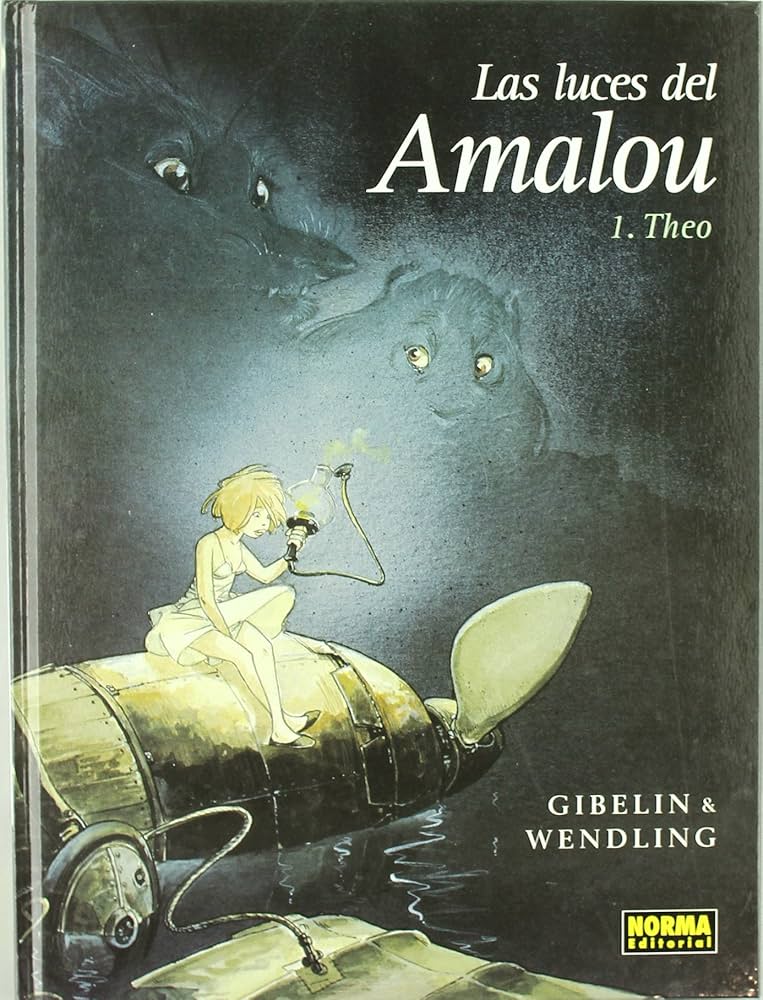 Las luces del
Amalou
1. Theo
GIBELIN &
WENDLING
NORMA
Editorial